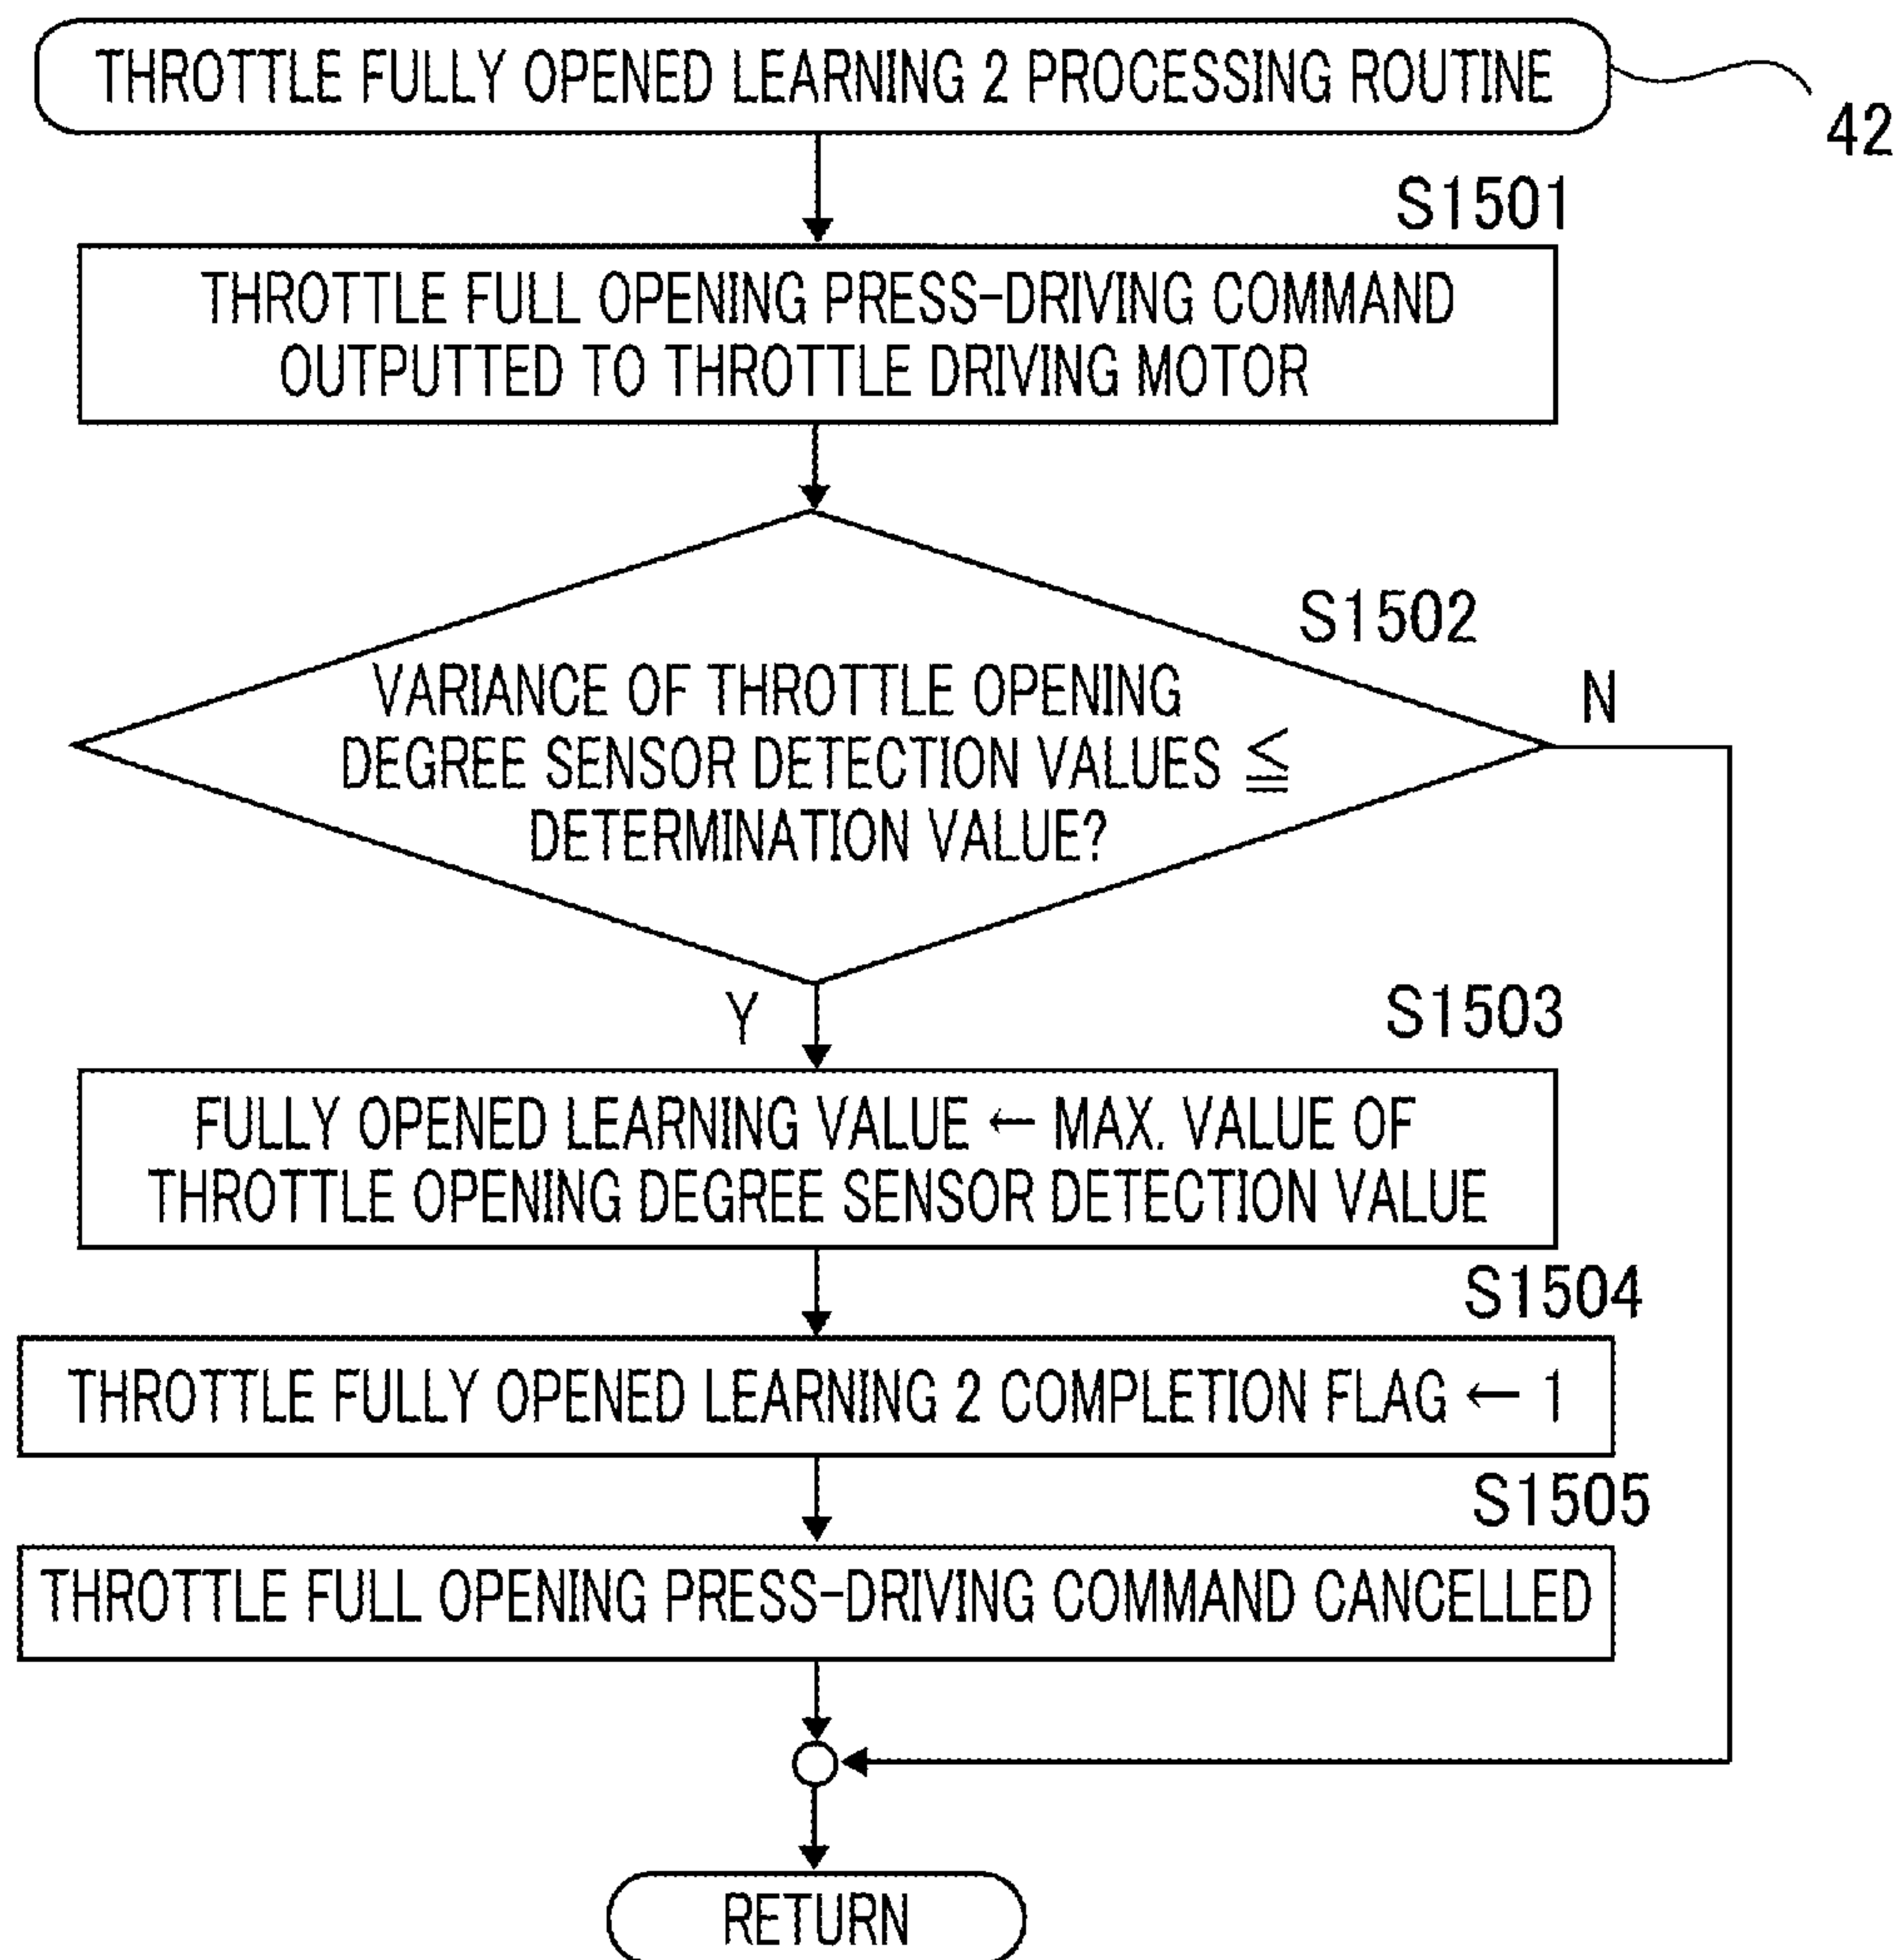 THROTTLE FULLY OPENED LEARNING 2 PROCESSING ROUTINE
42
S1501
THROTTLE FULL OPENING PRESS-DRIVING COMMAND
OUTPUTTED TO THROTTLE DRIVING MOTOR
S1502
VARIANCE OF THROTTLE OPENING
DEGREE SENSOR DETECTION VALUES ≦
DETERMINATION VALUE?
N
Y
S1503
FULLY OPENED LEARNING VALUE ← MAX. VALUE OF
THROTTLE OPENING DEGREE SENSOR DETECTION VALUE
S1504
THROTTLE FULLY OPENED LEARNING 2 COMPLETION FLAG ← 1
S1505
THROTTLE FULL OPENING PRESS-DRIVING COMMAND CANCELLED
RETURN